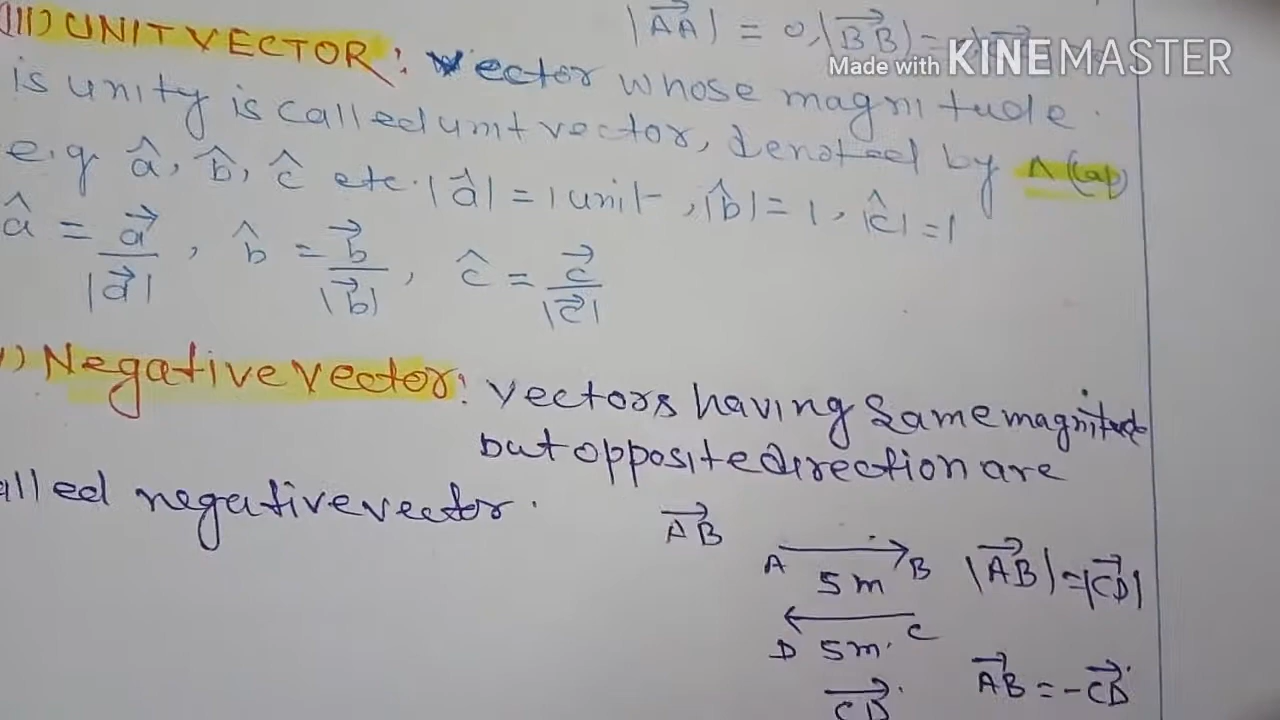 |AA| = 0, |BB| =
Made with KINEMASTER
(III) UNIT VECTOR : Vector whose magnitude
is unity is called unit vector, denoted by ^ (cap)
e.g â, b̂, ĉ etc. |â| = 1 unit, |b̂| = 1, |ĉ| = 1
â = a⃗/|a⃗|, b̂ = b⃗/|b⃗|, ĉ = c⃗/|c⃗|
) Negative vector: vectors having same magnitude
but opposite direction are
alled negative vector.
AB⃗
A 5m B |AB⃗| = |CD⃗|
D 5m. C
CD⃗ AB⃗ = -CD⃗